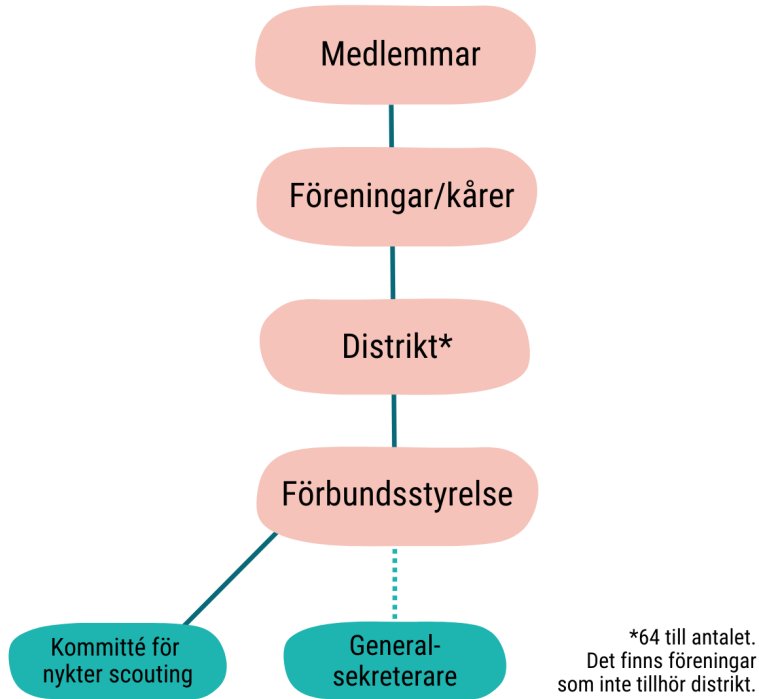 Medlemmar
Föreningar/kårer
Distrikt*
Förbundsstyrelse
Kommitté för
nykter scouting
General-
sekreterare
*64 till antalet.
Det finns föreningar
som inte tillhör distrikt.